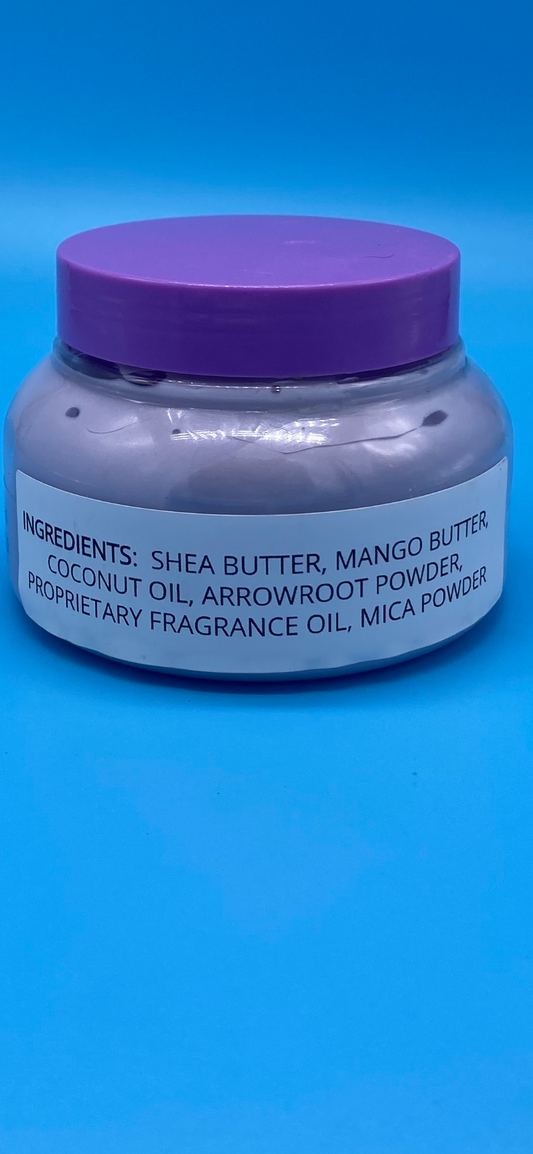 INGREDIENTS: SHEA BUTTER, MANGO BUTTER,
COCONUT OIL, ARROWROOT POWDER,
PROPRIETARY FRAGRANCE OIL, MICA POWDER